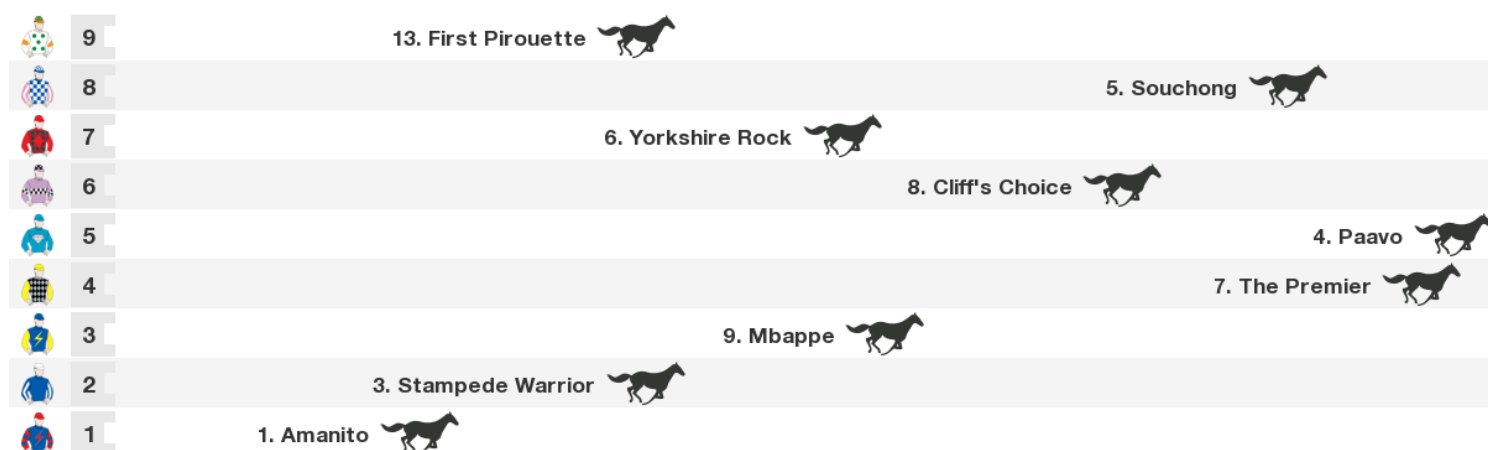 9 13. First Pirouette
8 5. Souchong
7 6. Yorkshire Rock
6 8. Cliff's Choice
5 4. Paavo
4 7. The Premier
3 9. Mbappe
2 3. Stampede Warrior
1 1. Amanito